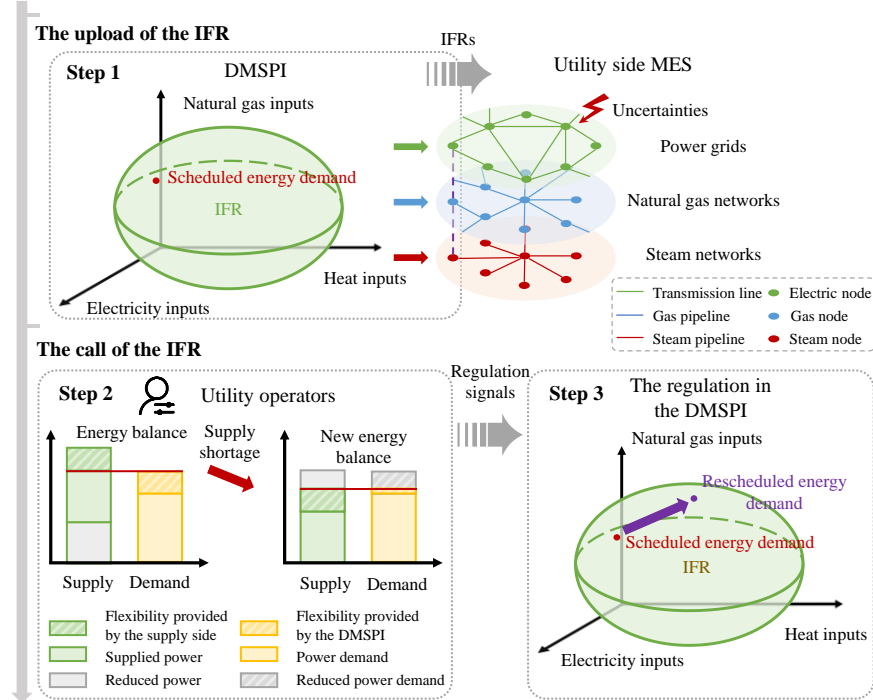 The upload of the IFR
IFRs
Step 1
DMSPI
Utility side MES
Natural gas inputs
Uncertainties
Power grids
Scheduled energy demand
IFR
Natural gas networks
Steam networks
Heat inputs
Electricity inputs
Transmission line
Electric node
Gas pipeline
Gas node
Steam pipeline
Steam node
The call of the IFR
Step 2
Utility operators
Regulation
signals
Step 3
The regulation in
the DMSPI
Energy balance
Supply
shortage
New energy
balance
Natural gas inputs
Rescheduled energy
demand
Scheduled energy demand
IFR
Supply
Demand
Supply
Demand
Heat inputs
Electricity inputs
Flexibility provided
by the supply side
Flexibility provided
by the DMSPI
Supplied power
Power demand
Reduced power
Reduced power demand